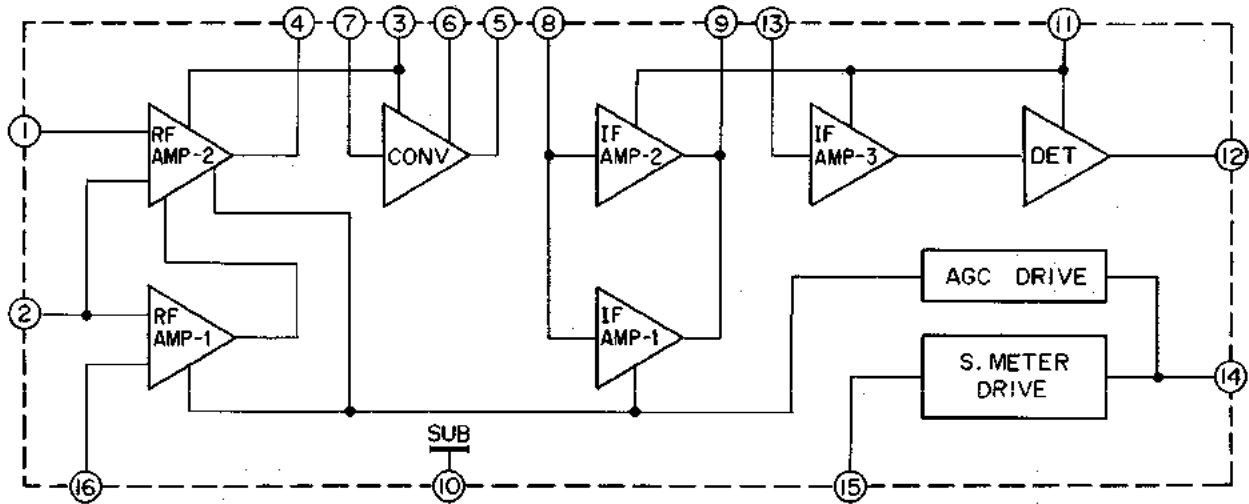 4 7 3 6 5 8 9 13 11
1
RF
AMP-2
CONV
IF
AMP-2
IF
AMP-3
DET
12
2
RF
AMP-1
IF
AMP-1
AGC DRIVE
S. METER
DRIVE
14
SUB
16
10
15